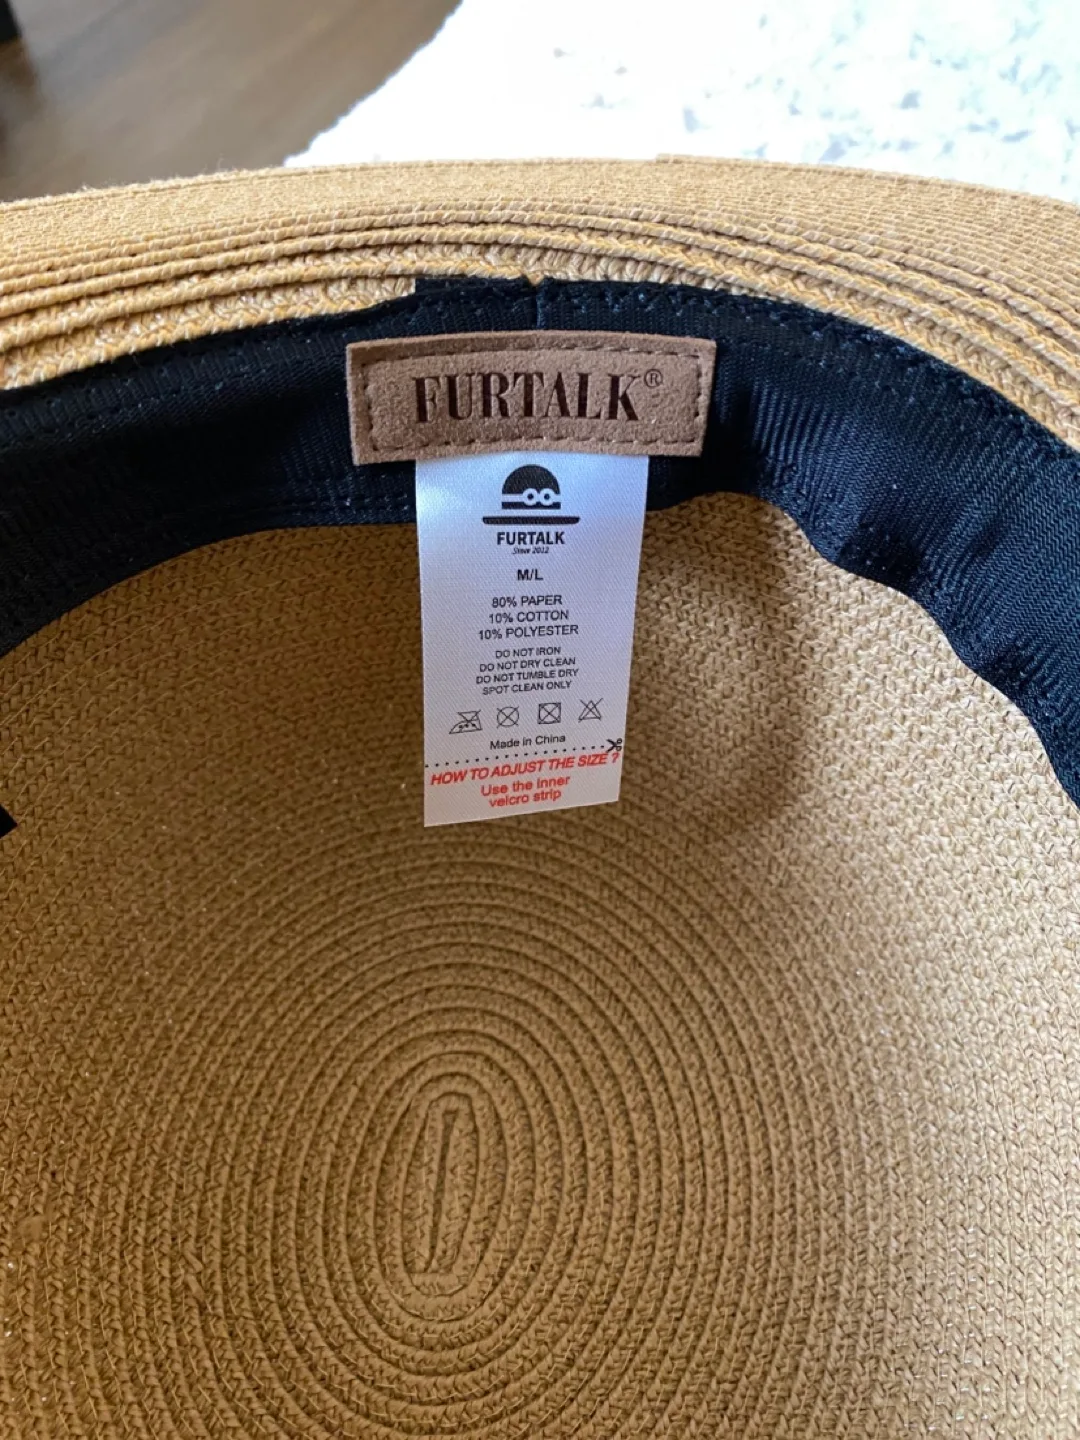 FURTALK®
FURTALK
Since 2012
M/L
80% PAPER
10% COTTON
10% POLYESTER
DO NOT IRON
DO NOT DRY CLEAN
DO NOT TUMBLE DRY
SPOT CLEAN ONLY
Made in China
HOW TO ADJUST THE SIZE ?
Use the inner
velcro strip